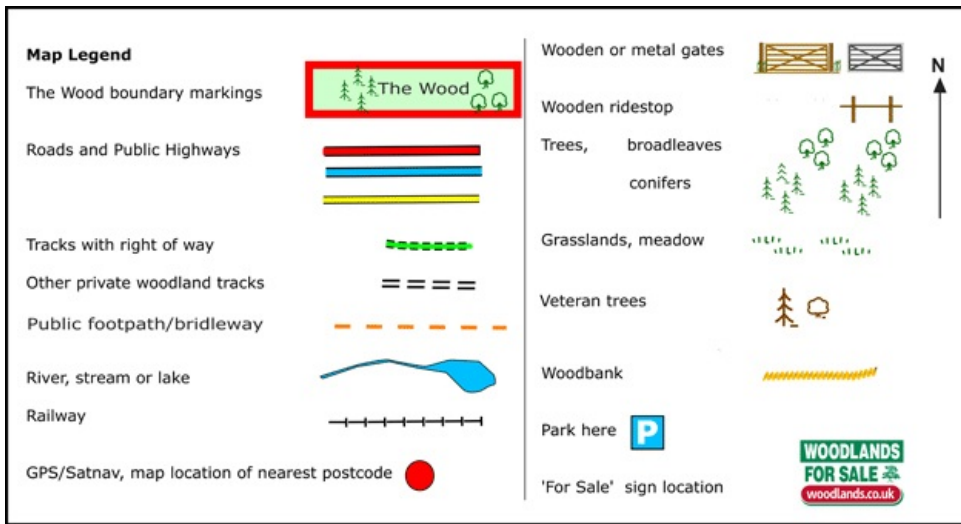 Map Legend
The Wood boundary markings
The Wood
Roads and Public Highways
Tracks with right of way
Other private woodland tracks
Public footpath/bridleway
River, stream or lake
Railway
GPS/Satnav, map location of nearest postcode
Wooden or metal gates
N
Wooden ridestop
Trees, broadleaves
conifers
Grasslands, meadow
Veteran trees
Woodbank
Park here P
'For Sale' sign location
WOODLANDS
FOR SALE
woodlands.co.uk